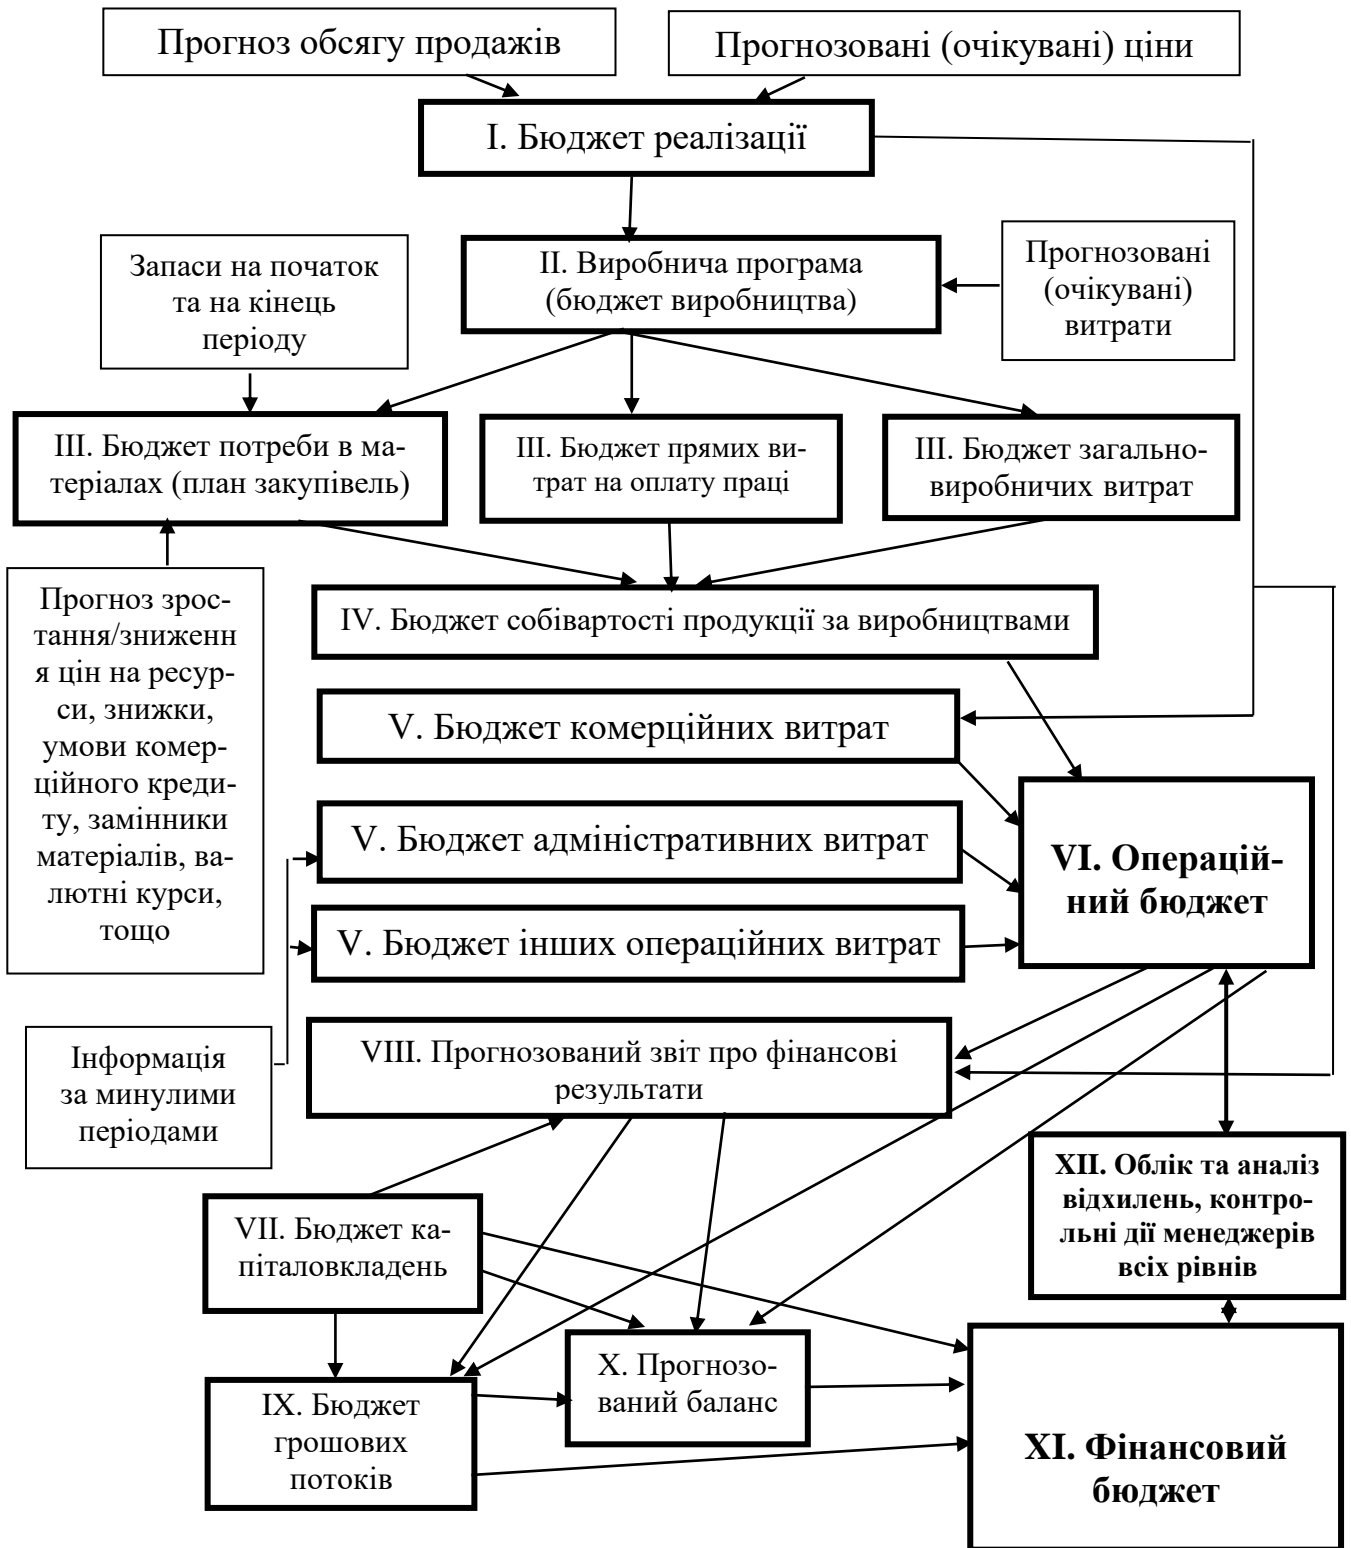 Прогноз обсягу продажів
Прогнозовані (очікувані) ціни
I. Бюджет реалізації
Запаси на початок
та на кінець
періоду
II. Виробнича програма
(бюджет виробництва)
Прогнозовані
(очікувані)
витрати
III. Бюджет потреби в ма-
теріалах (план закупівель)
III. Бюджет прямих ви-
трат на оплату праці
III. Бюджет загально-
виробничих витрат
Прогноз зрос-
тання/зниженн
я цін на ресур-
си, знижки,
умови комер-
ційного креди-
ту, замінники
матеріалів, ва-
лютні курси,
тощо
IV. Бюджет собівартості продукції за виробництвами
V. Бюджет комерційних витрат
V. Бюджет адміністративних витрат
V. Бюджет інших операційних витрат
VI. Операцій-
ний бюджет
Інформація
за минулими
періодами
VIII. Прогнозований звіт про фінансові
результати
XII. Облік та аналіз
відхилень, контро-
льні дії менеджерів
всіх рівнів
VII. Бюджет ка-
піталовкладень
IX. Бюджет
грошових
потоків
X. Прогнозо-
ваний баланс
XI. Фінансовий
бюджет